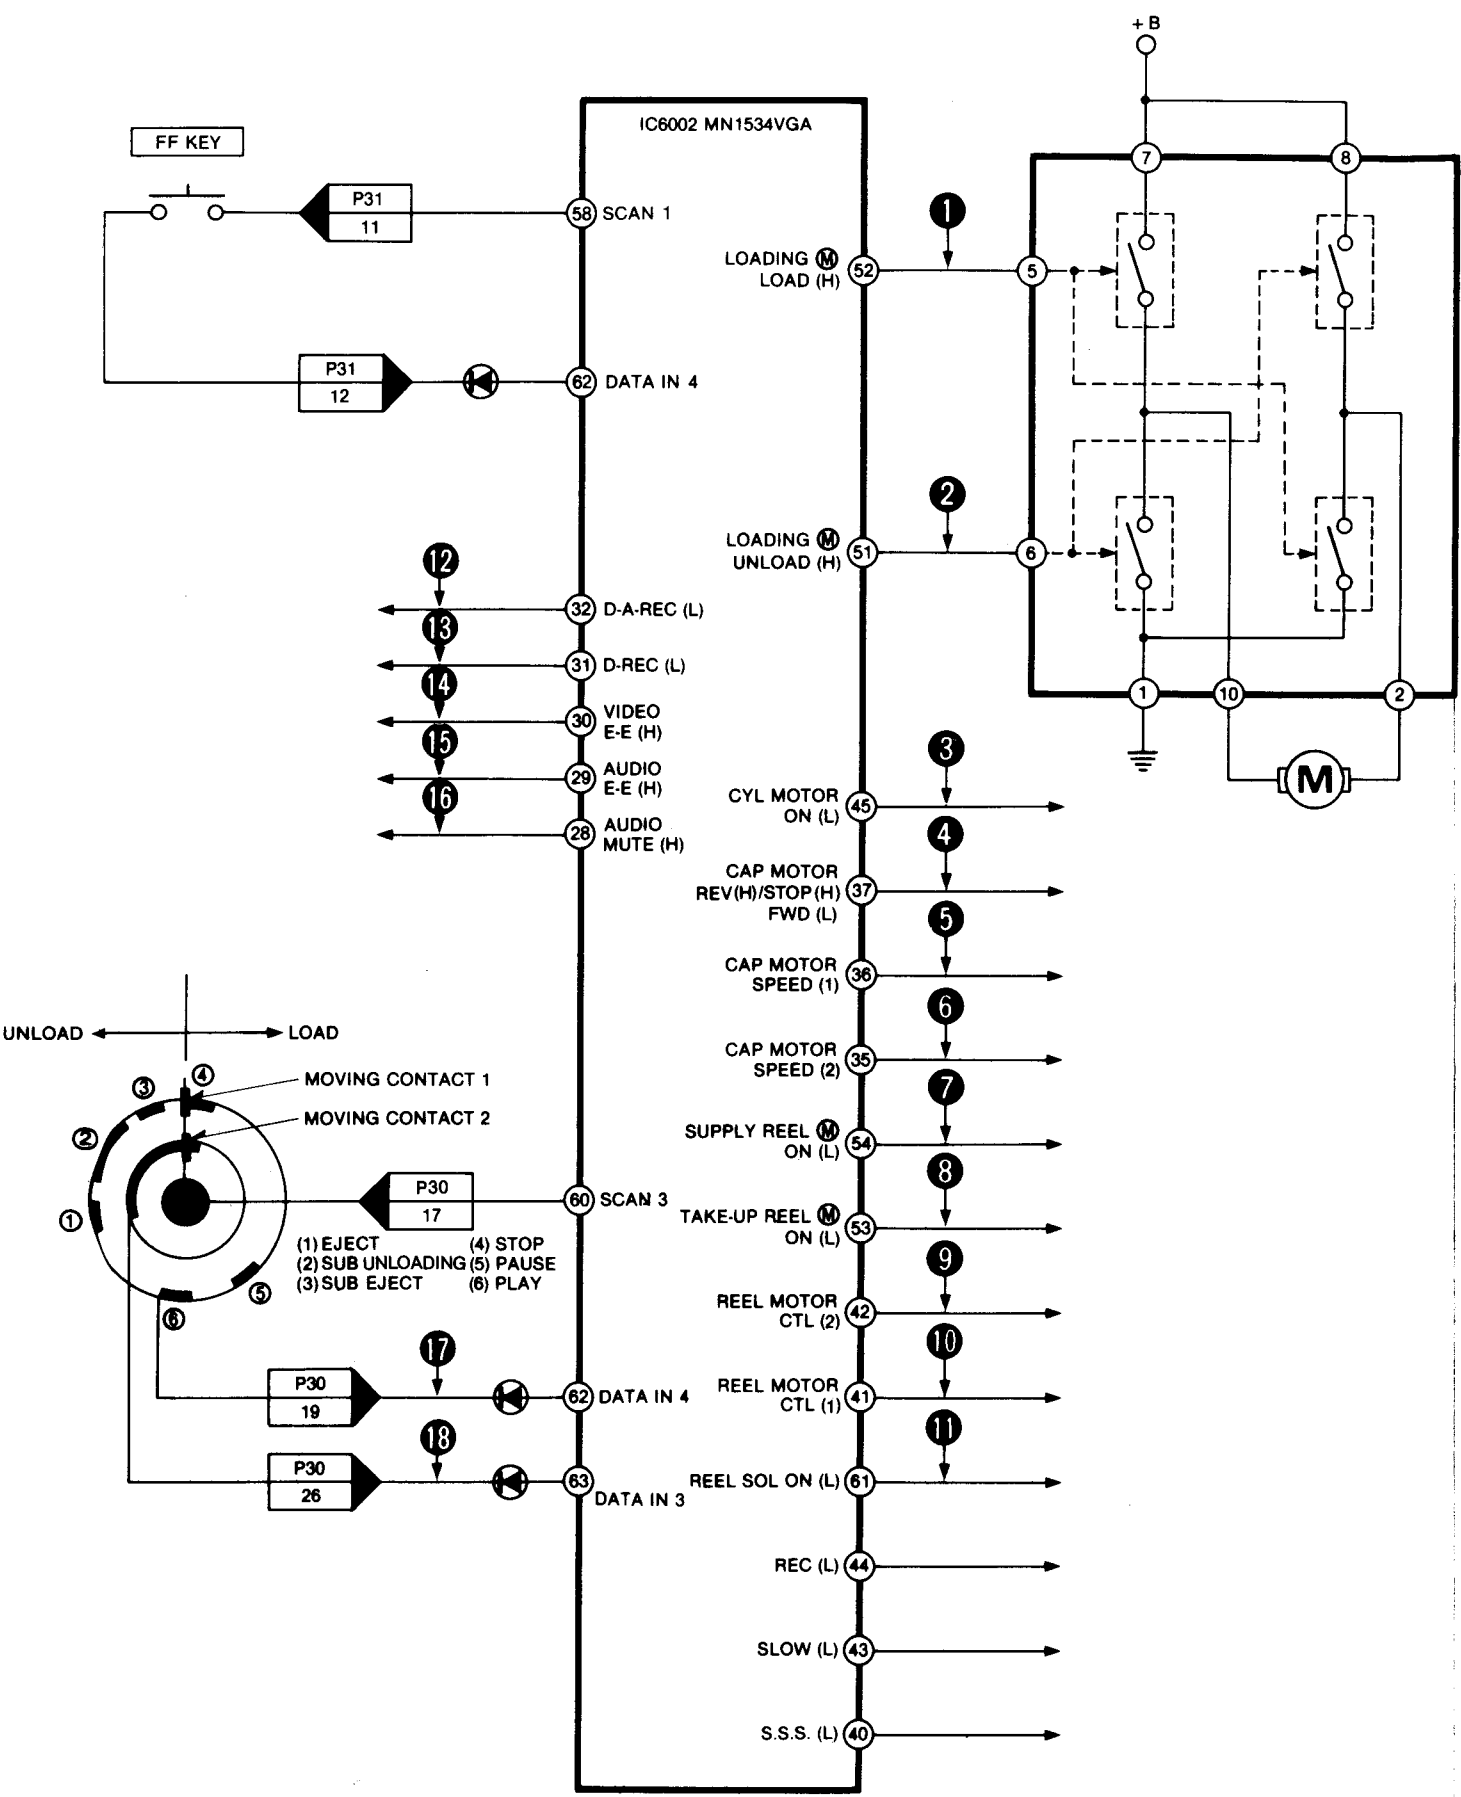 + B
IC6002 MN1534VGA
FF KEY
7
8
P31
11
58 SCAN 1
1
LOADING M
LOAD (H)
52
5
P31
12
62 DATA IN 4
2
LOADING M
UNLOAD (H)
51
6
12
32 D-A-REC (L)
13
31 D-REC (L)
14
30 VIDEO
E-E (H)
15
29 AUDIO
E-E (H)
16
28 AUDIO
MUTE (H)
1
10
2
M
3
CYL MOTOR
ON (L)
45
4
CAP MOTOR
REV(H)/STOP(H)
FWD (L)
37
5
CAP MOTOR
SPEED (1)
36
6
CAP MOTOR
SPEED (2)
35
7
SUPPLY REEL M
ON (L)
54
8
TAKE-UP REEL M
ON (L)
53
9
REEL MOTOR
CTL (2)
42
10
REEL MOTOR
CTL (1)
41
11
REEL SOL ON (L)
61
REC (L)
44
SLOW (L)
43
S.S.S. (L)
40
UNLOAD
LOAD
4
3
2
1
5
6
MOVING CONTACT 1
MOVING CONTACT 2
P30
17
60 SCAN 3
(1) EJECT (4) STOP
(2) SUB UNLOADING (5) PAUSE
(3) SUB EJECT (6) PLAY
17
P30
19
62 DATA IN 4
18
P30
26
63
DATA IN 3